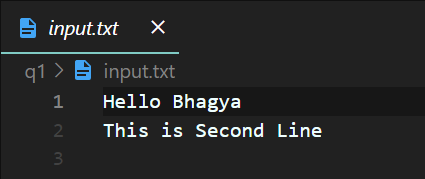 input.txt
q1 > input.txt
1 Hello Bhagya
2 This is Second Line
3